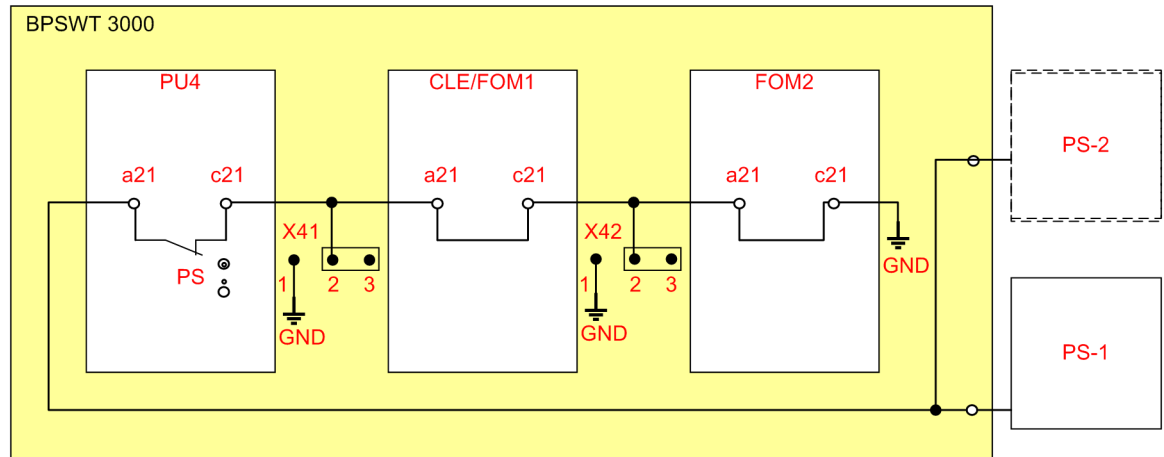 BPSWT 3000
PU4
CLE/FOM1
FOM2
PS-2
a21 c21
a21 c21
a21 c21
X41
X42
PS
1 2 3
1 2 3
GND
GND
GND
PS-1